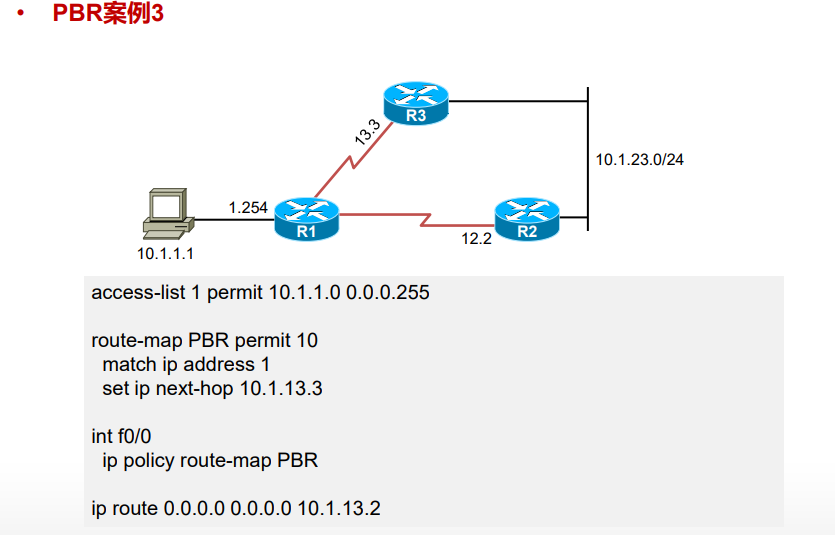 • PBR案例3
R3
13.3
10.1.23.0/24
1.254
R1
R2
12.2
10.1.1.1
access-list 1 permit 10.1.1.0 0.0.0.255
route-map PBR permit 10
match ip address 1
set ip next-hop 10.1.13.3
int f0/0
ip policy route-map PBR
ip route 0.0.0.0 0.0.0.0 10.1.13.2